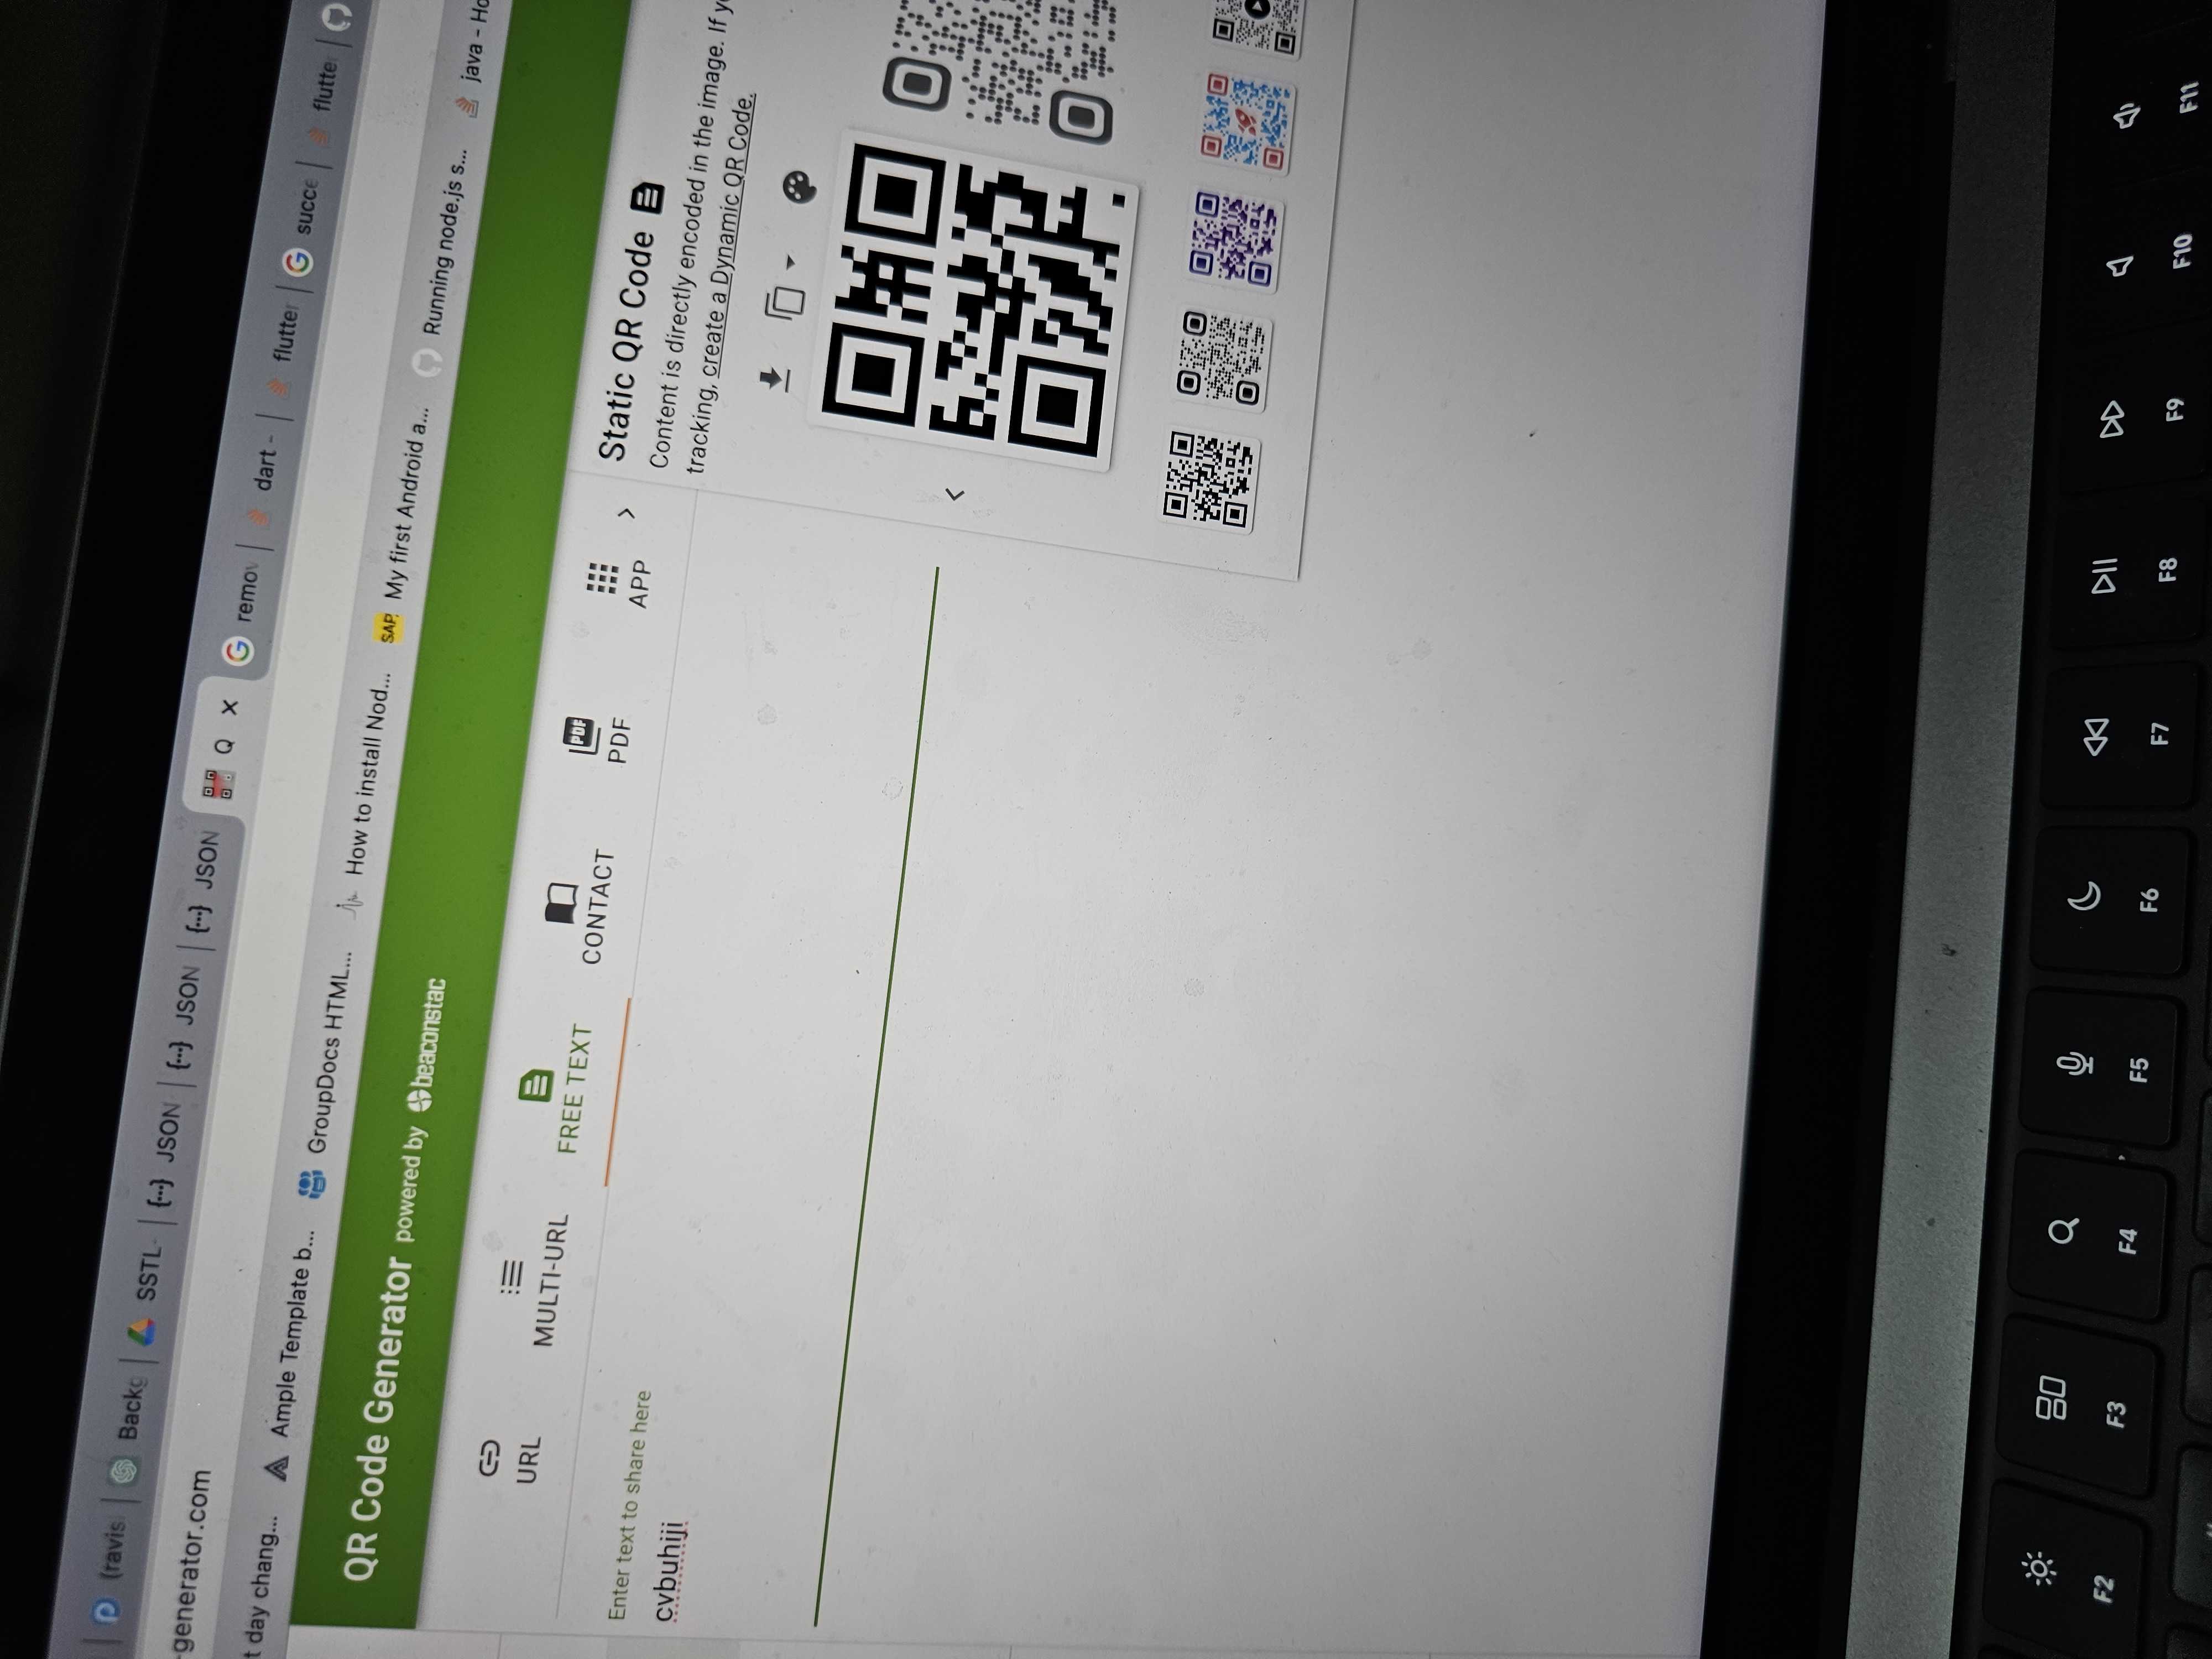 (ravis
Backg
SSTL-
{···} JSON
{···} JSON
{···} JSON
Q
remov
dart -
flutter
succe
flutte
-generator.com
t day chang...
Ample Template b...
GroupDocs HTML...
How to install Nod...
SAP
My first Android a...
Running node.js s...
java - Ho
QR Code Generator powered by beaconstac
URL
MULTI-URL
FREE TEXT
CONTACT
PDF
PDF
APP
Enter text to share here
cvbuhiji
Static QR Code
Content is directly encoded in the image. If y
tracking, create a Dynamic QR Code.
F2
F3
F4
F5
F6
F7
F8
F9
F10
F11